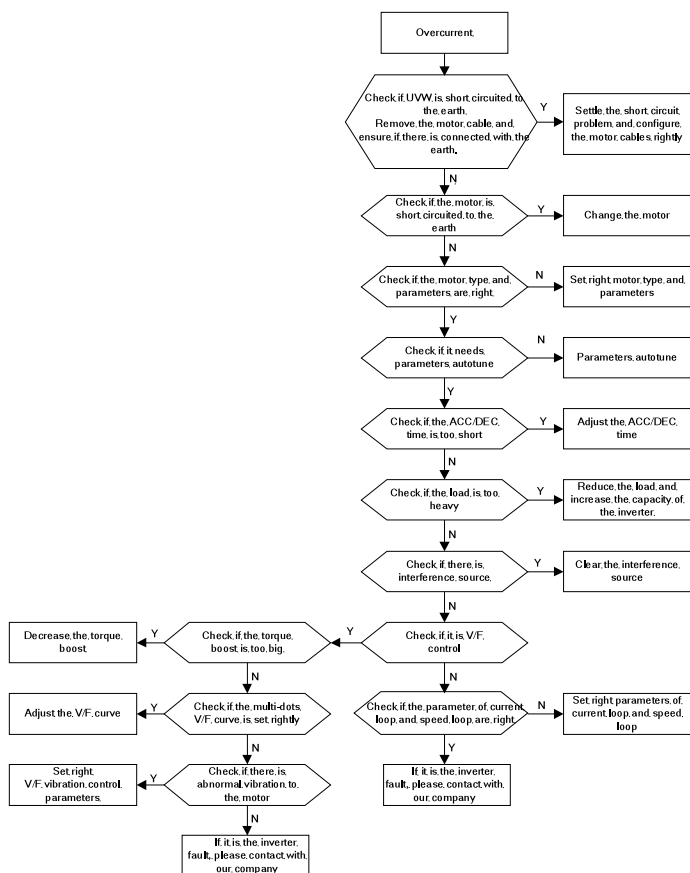 Overcurrent
Check if UVW is short circuited to
the earth.
Remove the motor cable and
ensure if there is connected with the
earth.
Y
Settle the short circuit
problem and configure
the motor cables rightly
N
Check if the motor is
short circuited to the
earth
Y
Change the motor
N
Check if the motor type and
parameters are right
N
Set right motor type and
parameters
Y
Check if it needs
parameters autotune
N
Parameters autotune
Y
Check if the ACC/DEC
time is too short
Y
Adjust the ACC/DEC
time
N
Check if the load is too
heavy
Y
Reduce the load and
increase the capacity of
the inverter
N
Check if there is
interference source
Y
Clear the interference
source
N
Decrease the torque
boost
Y
Check if the torque
boost is too big.
Y
Check if it is V/F
control
N
N
Adjust the V/F curve
Check if the multi-dots
V/F curve is set rightly
Check if the parameter of current
loop and speed loop are right
N
Set right parameters of
current loop and speed
loop
N
Y
Set right
V/F vibration control
parameters
Y
Check if there is
abnormal vibration to
the motor
If it is the inverter
fault, please contact with
our company
N
If it is the inverter
fault, please contact with
our company